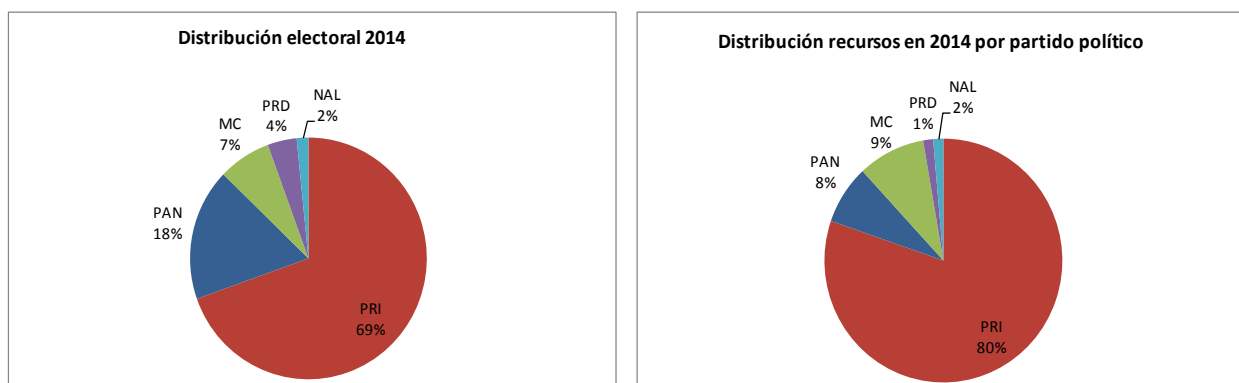 Distribución electoral 2014
NAL
2%
PRD
4%
MC
7%
PAN
18%
PRI
69%
Distribución recursos en 2014 por partido político
NAL
2%
PRD
1%
MC
9%
PAN
8%
PRI
80%